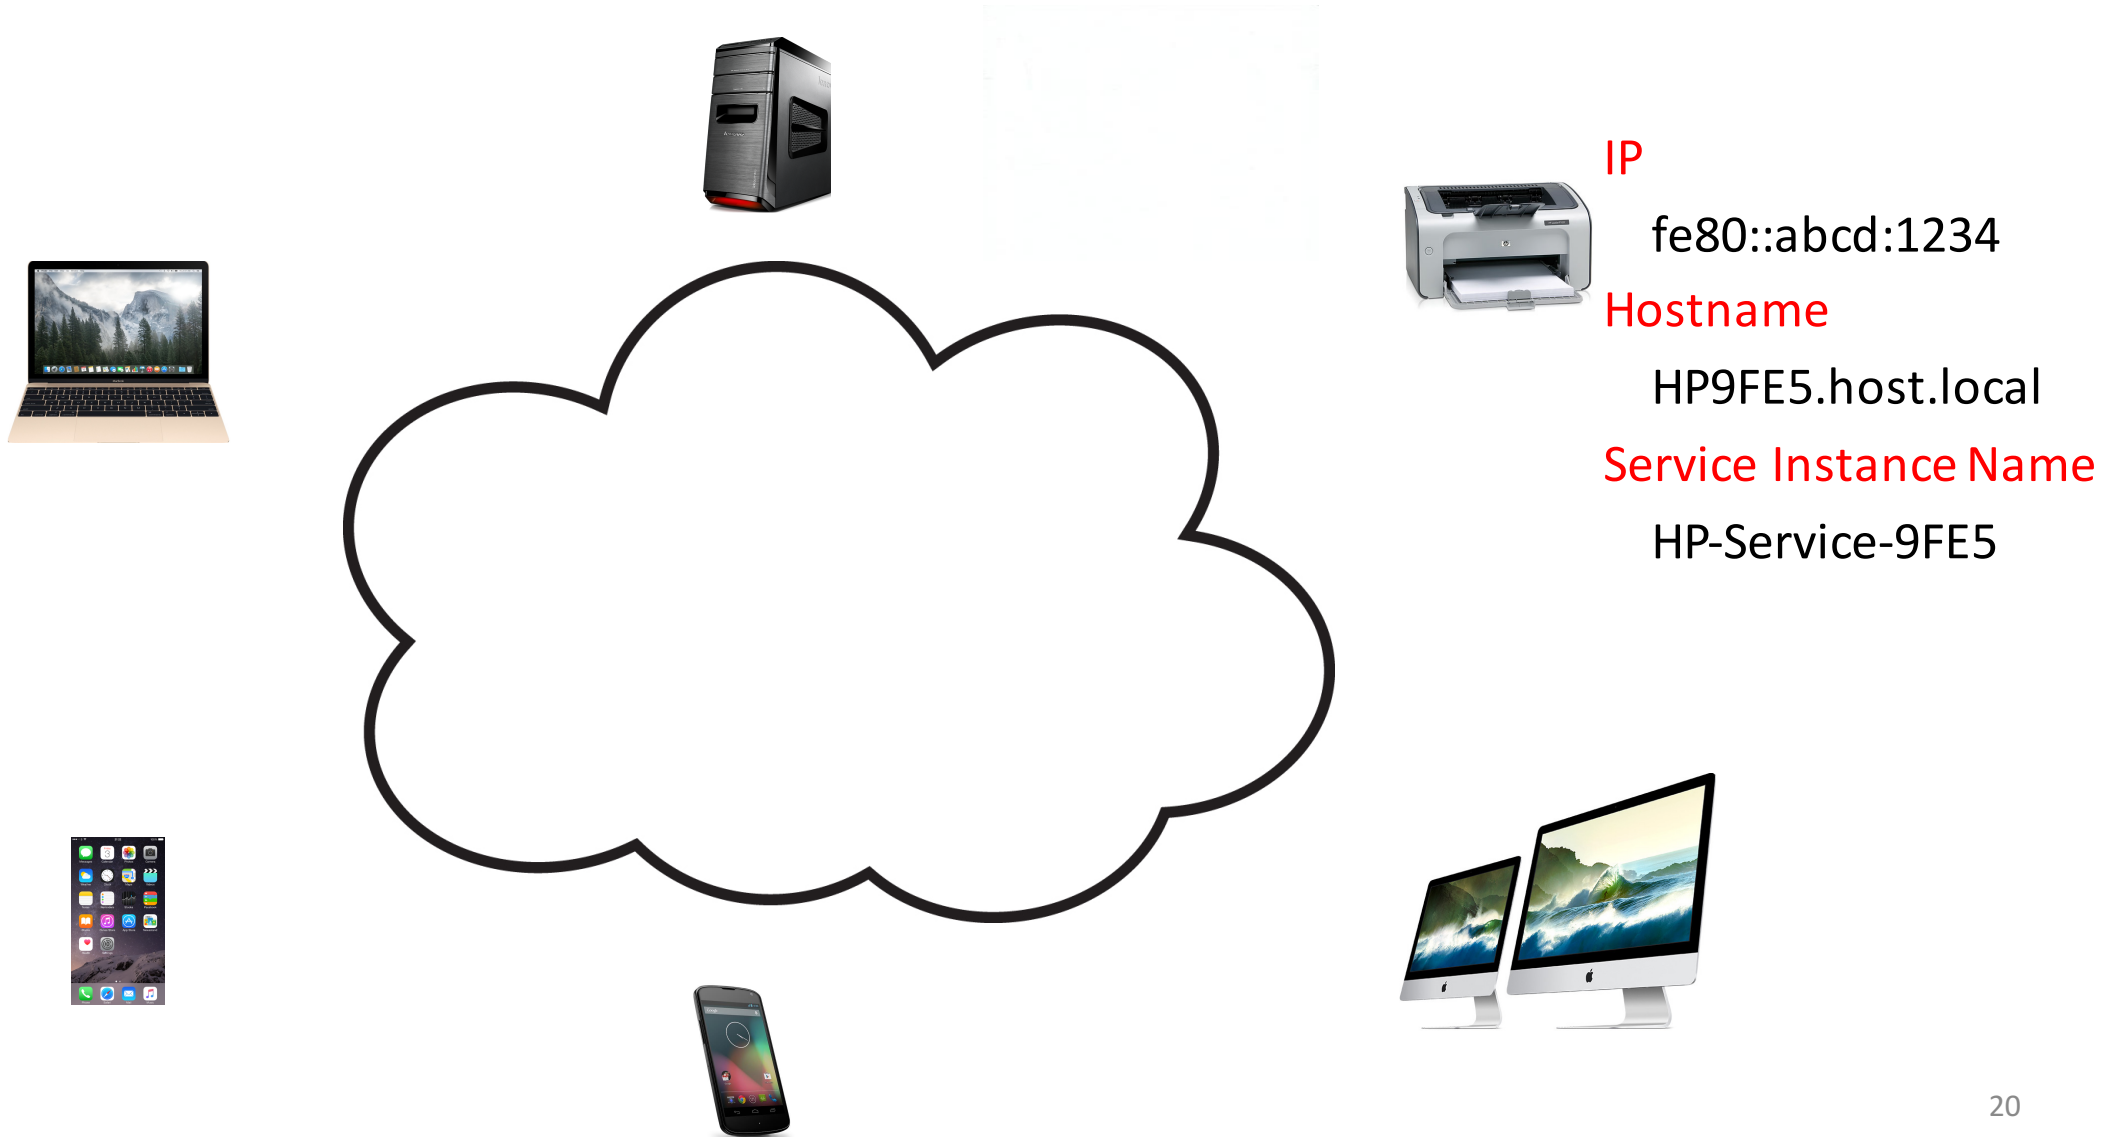 IP
fe80::abcd:1234
Hostname
HP9FE5.host.local
Service Instance Name
HP-Service-9FE5
20